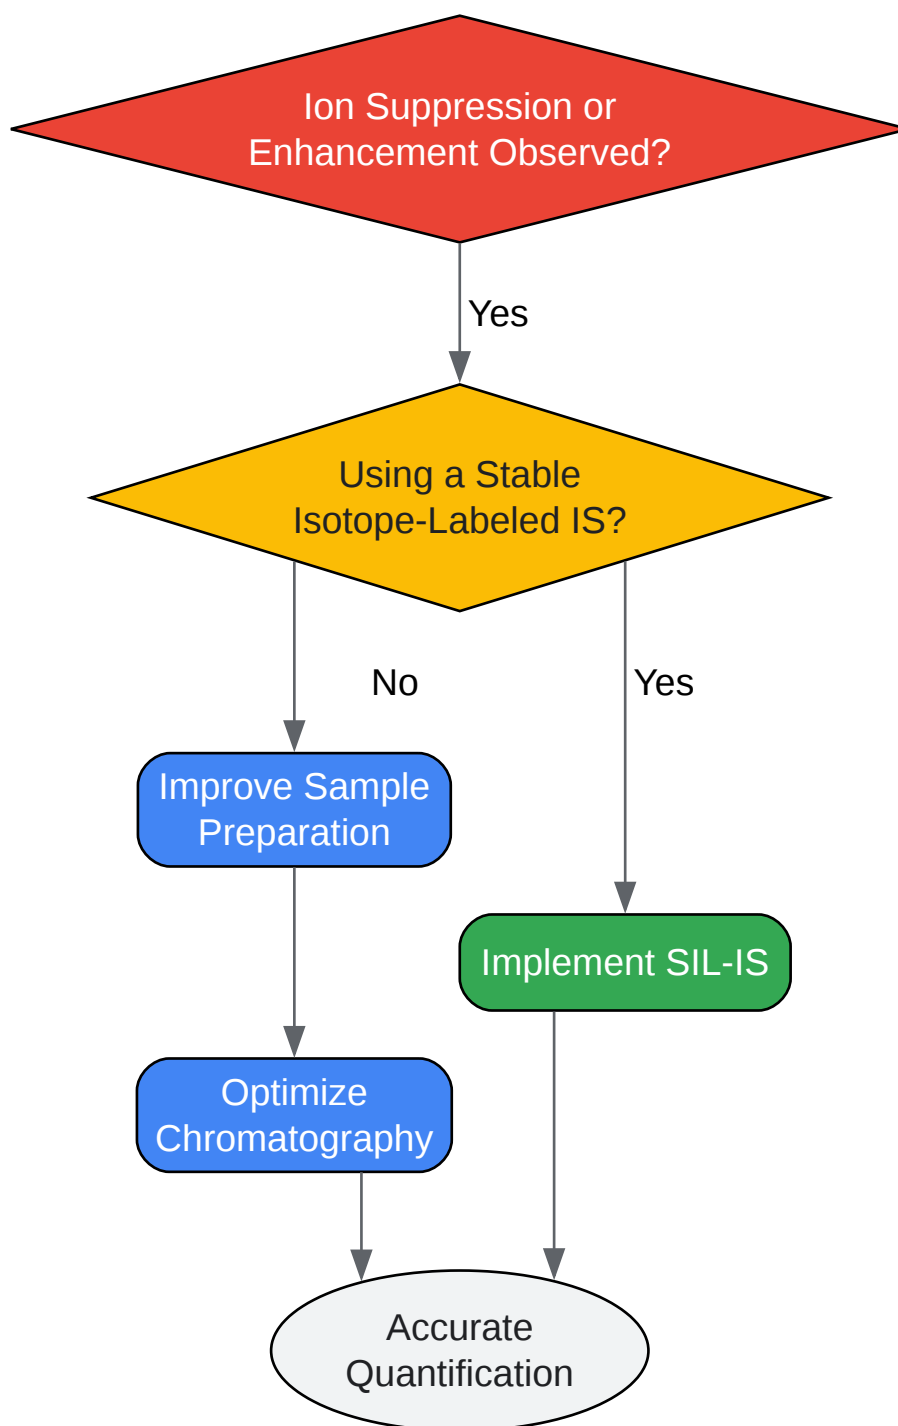 Ion Suppression or
Enhancement Observed?
Yes
Using a Stable
Isotope-Labeled IS?
No
Yes
Improve Sample
Preparation
Implement SIL-IS
Optimize
Chromatography
Accurate
Quantification